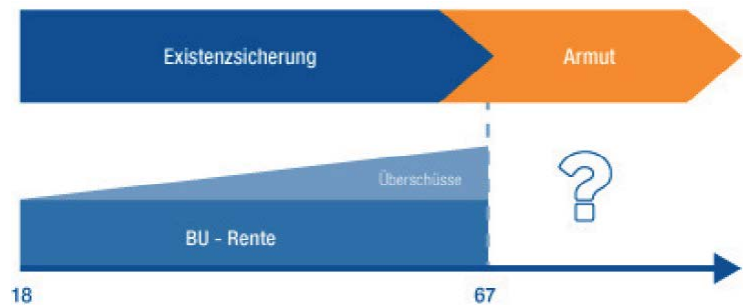 Existenzsicherung
Armut
Überschüsse
?
BU - Rente
18
67